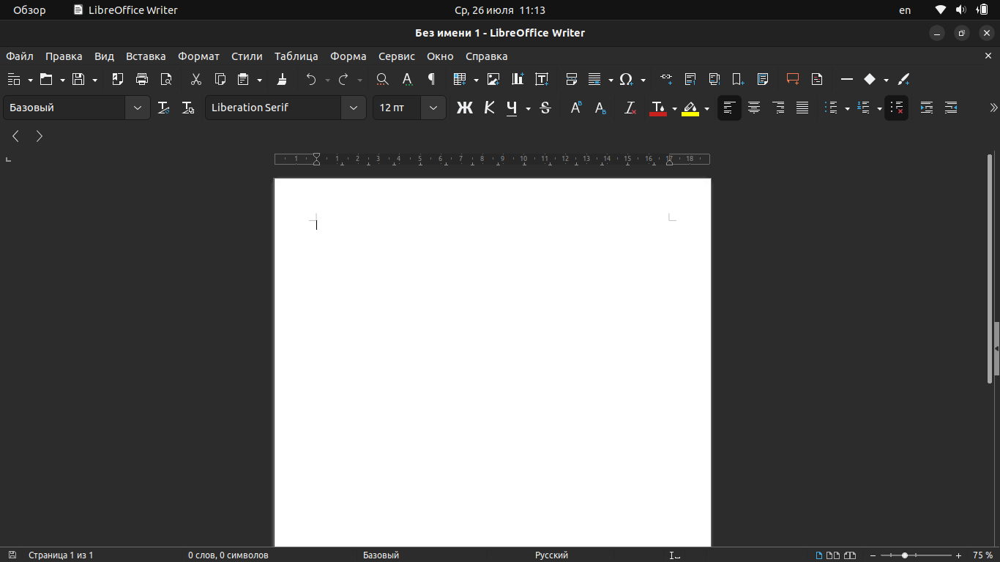 Обзор LibreOffice Writer Ср, 26 июля 11:13 en
Без имени 1 - LibreOffice Writer
Файл Правка Вид Вставка Формат Стили Таблица Форма Сервис Окно Справка
Базовый Liberation Serif 12 пт Ж К Ч S
1 1 2 3 4 5 6 7 8 9 10 11 12 13 14 15 16 17 18
Страница 1 из 1 0 слов, 0 символов Базовый Русский 75 %